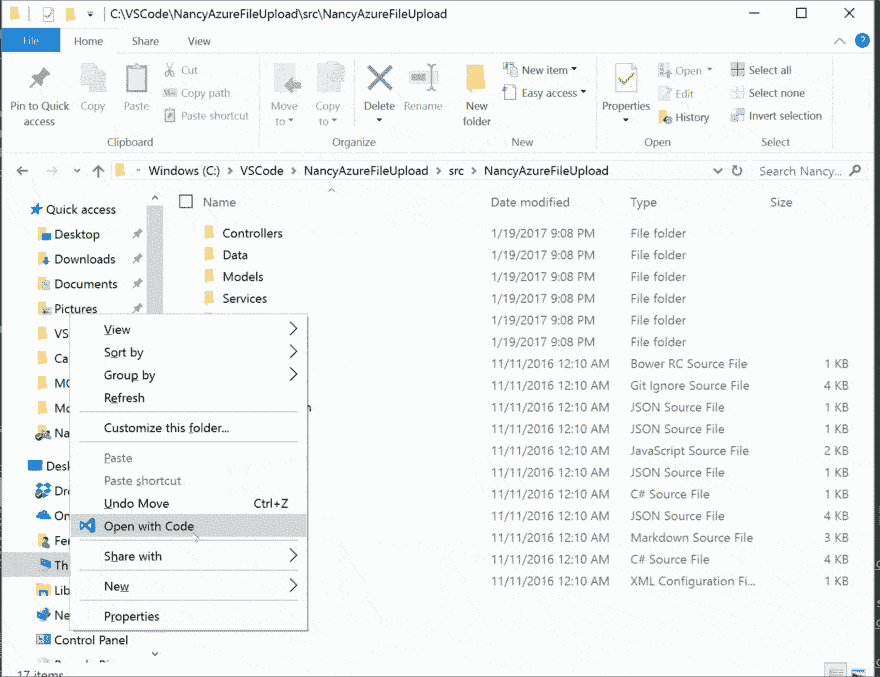 C:\VSCode\NancyAzureFileUpload\src\NancyAzureFileUpload
File Home Share View
Pin to Quick access
Copy
Paste
Cut
Copy path
Paste shortcut
Clipboard
Move to
Copy to
Delete
Rename
Organize
New folder
New item
Easy access
New
Properties
Open
Edit
History
Open
Select all
Select none
Invert selection
Select
Windows (C:) VSCode NancyAzureFileUpload src NancyAzureFileUpload
Search Nancy...
Quick access
Desktop
Downloads
Documents
Pictures
VS
Ca
Na
Desk
Th
Lib
Ne
Control Panel
Name Date modified Type Size
Controllers 1/19/2017 9:08 PM File folder
Data 1/19/2017 9:08 PM File folder
Models 1/19/2017 9:08 PM File folder
Services 1/19/2017 9:08 PM File folder
1/19/2017 9:08 PM File folder
1/19/2017 9:08 PM File folder
11/11/2016 12:10 AM Bower RC Source File 1 KB
11/11/2016 12:10 AM Git Ignore Source File 4 KB
11/11/2016 12:10 AM JSON Source File 1 KB
11/11/2016 12:10 AM JSON Source File 1 KB
11/11/2016 12:10 AM JavaScript Source File 2 KB
11/11/2016 12:10 AM JSON Source File 1 KB
11/11/2016 12:10 AM C# Source File 1 KB
11/11/2016 12:10 AM JSON Source File 4 KB
11/11/2016 12:10 AM Markdown Source File 3 KB
11/11/2016 12:10 AM C# Source File 4 KB
11/11/2016 12:10 AM XML Configuration Fi... 1 KB
View
Sort by
Group by
Refresh
Customize this folder...
Paste
Paste shortcut
Undo Move Ctrl+Z
Open with Code
Share with
New
Properties
17 items